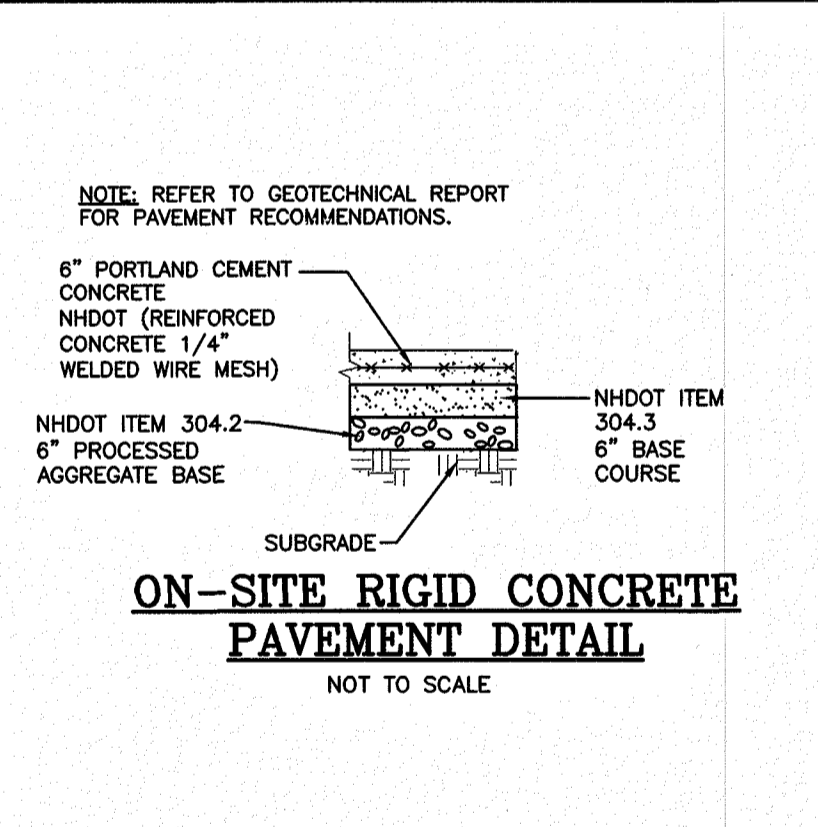 NOTE: REFER TO GEOTECHNICAL REPORT
FOR PAVEMENT RECOMMENDATIONS.
6" PORTLAND CEMENT
CONCRETE
NHDOT (REINFORCED
CONCRETE 1/4"
WELDED WIRE MESH)
NHDOT ITEM 304.2
6" PROCESSED
AGGREGATE BASE
NHDOT ITEM
304.3
6" BASE
COURSE
SUBGRADE
ON-SITE RIGID CONCRETE
PAVEMENT DETAIL
NOT TO SCALE